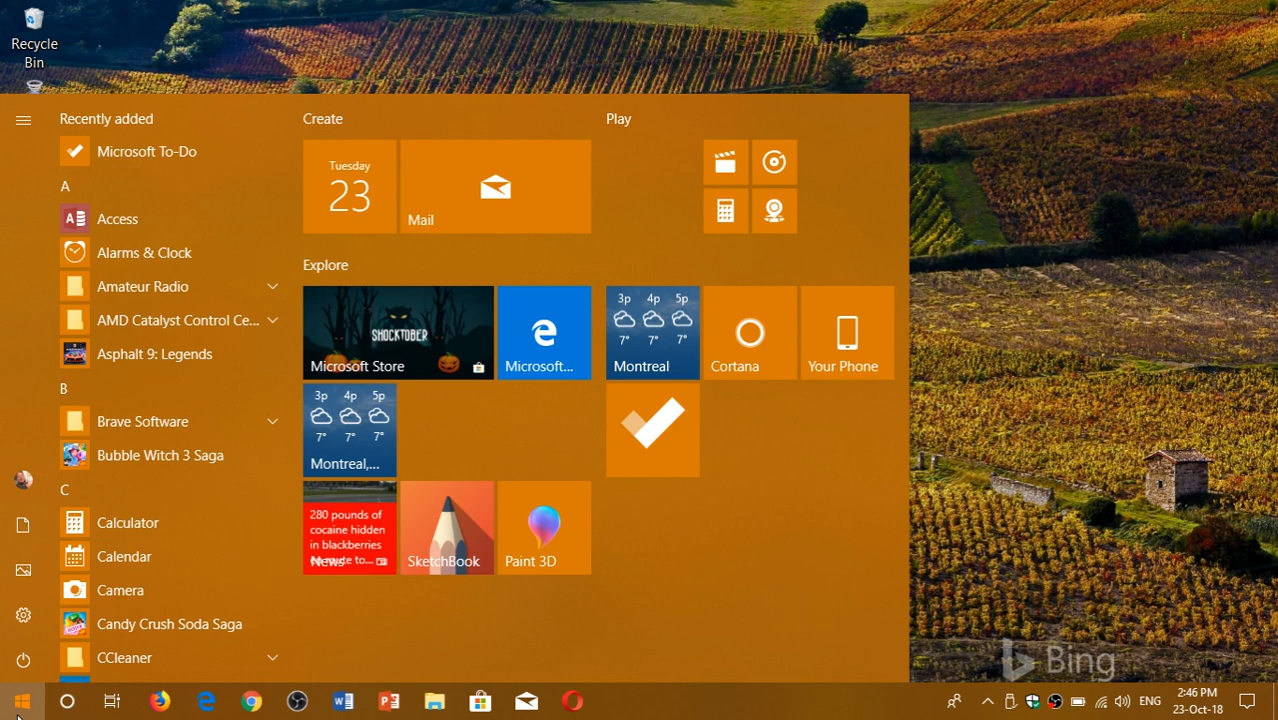 Recycle
Bin
Recently added
Microsoft To-Do
A
Access
Alarms & Clock
Amateur Radio
AMD Catalyst Control Ce...
Asphalt 9: Legends
B
Brave Software
Bubble Witch 3 Saga
C
Calculator
Calendar
Camera
Candy Crush Soda Saga
CCleaner
Create
Tuesday
23
Mail
Explore
SHOCKTOBER
Microsoft Store
Microsoft...
3p 4p 5p
7° 7° 7°
Montreal,...
280 pounds of
cocaine hidden
in blackberries
en route to...
News
SketchBook
Paint 3D
Play
3p 4p 5p
7° 7° 7°
Montreal
Cortana
Your Phone
Bing
ENG
2:46 PM
23-Oct-18